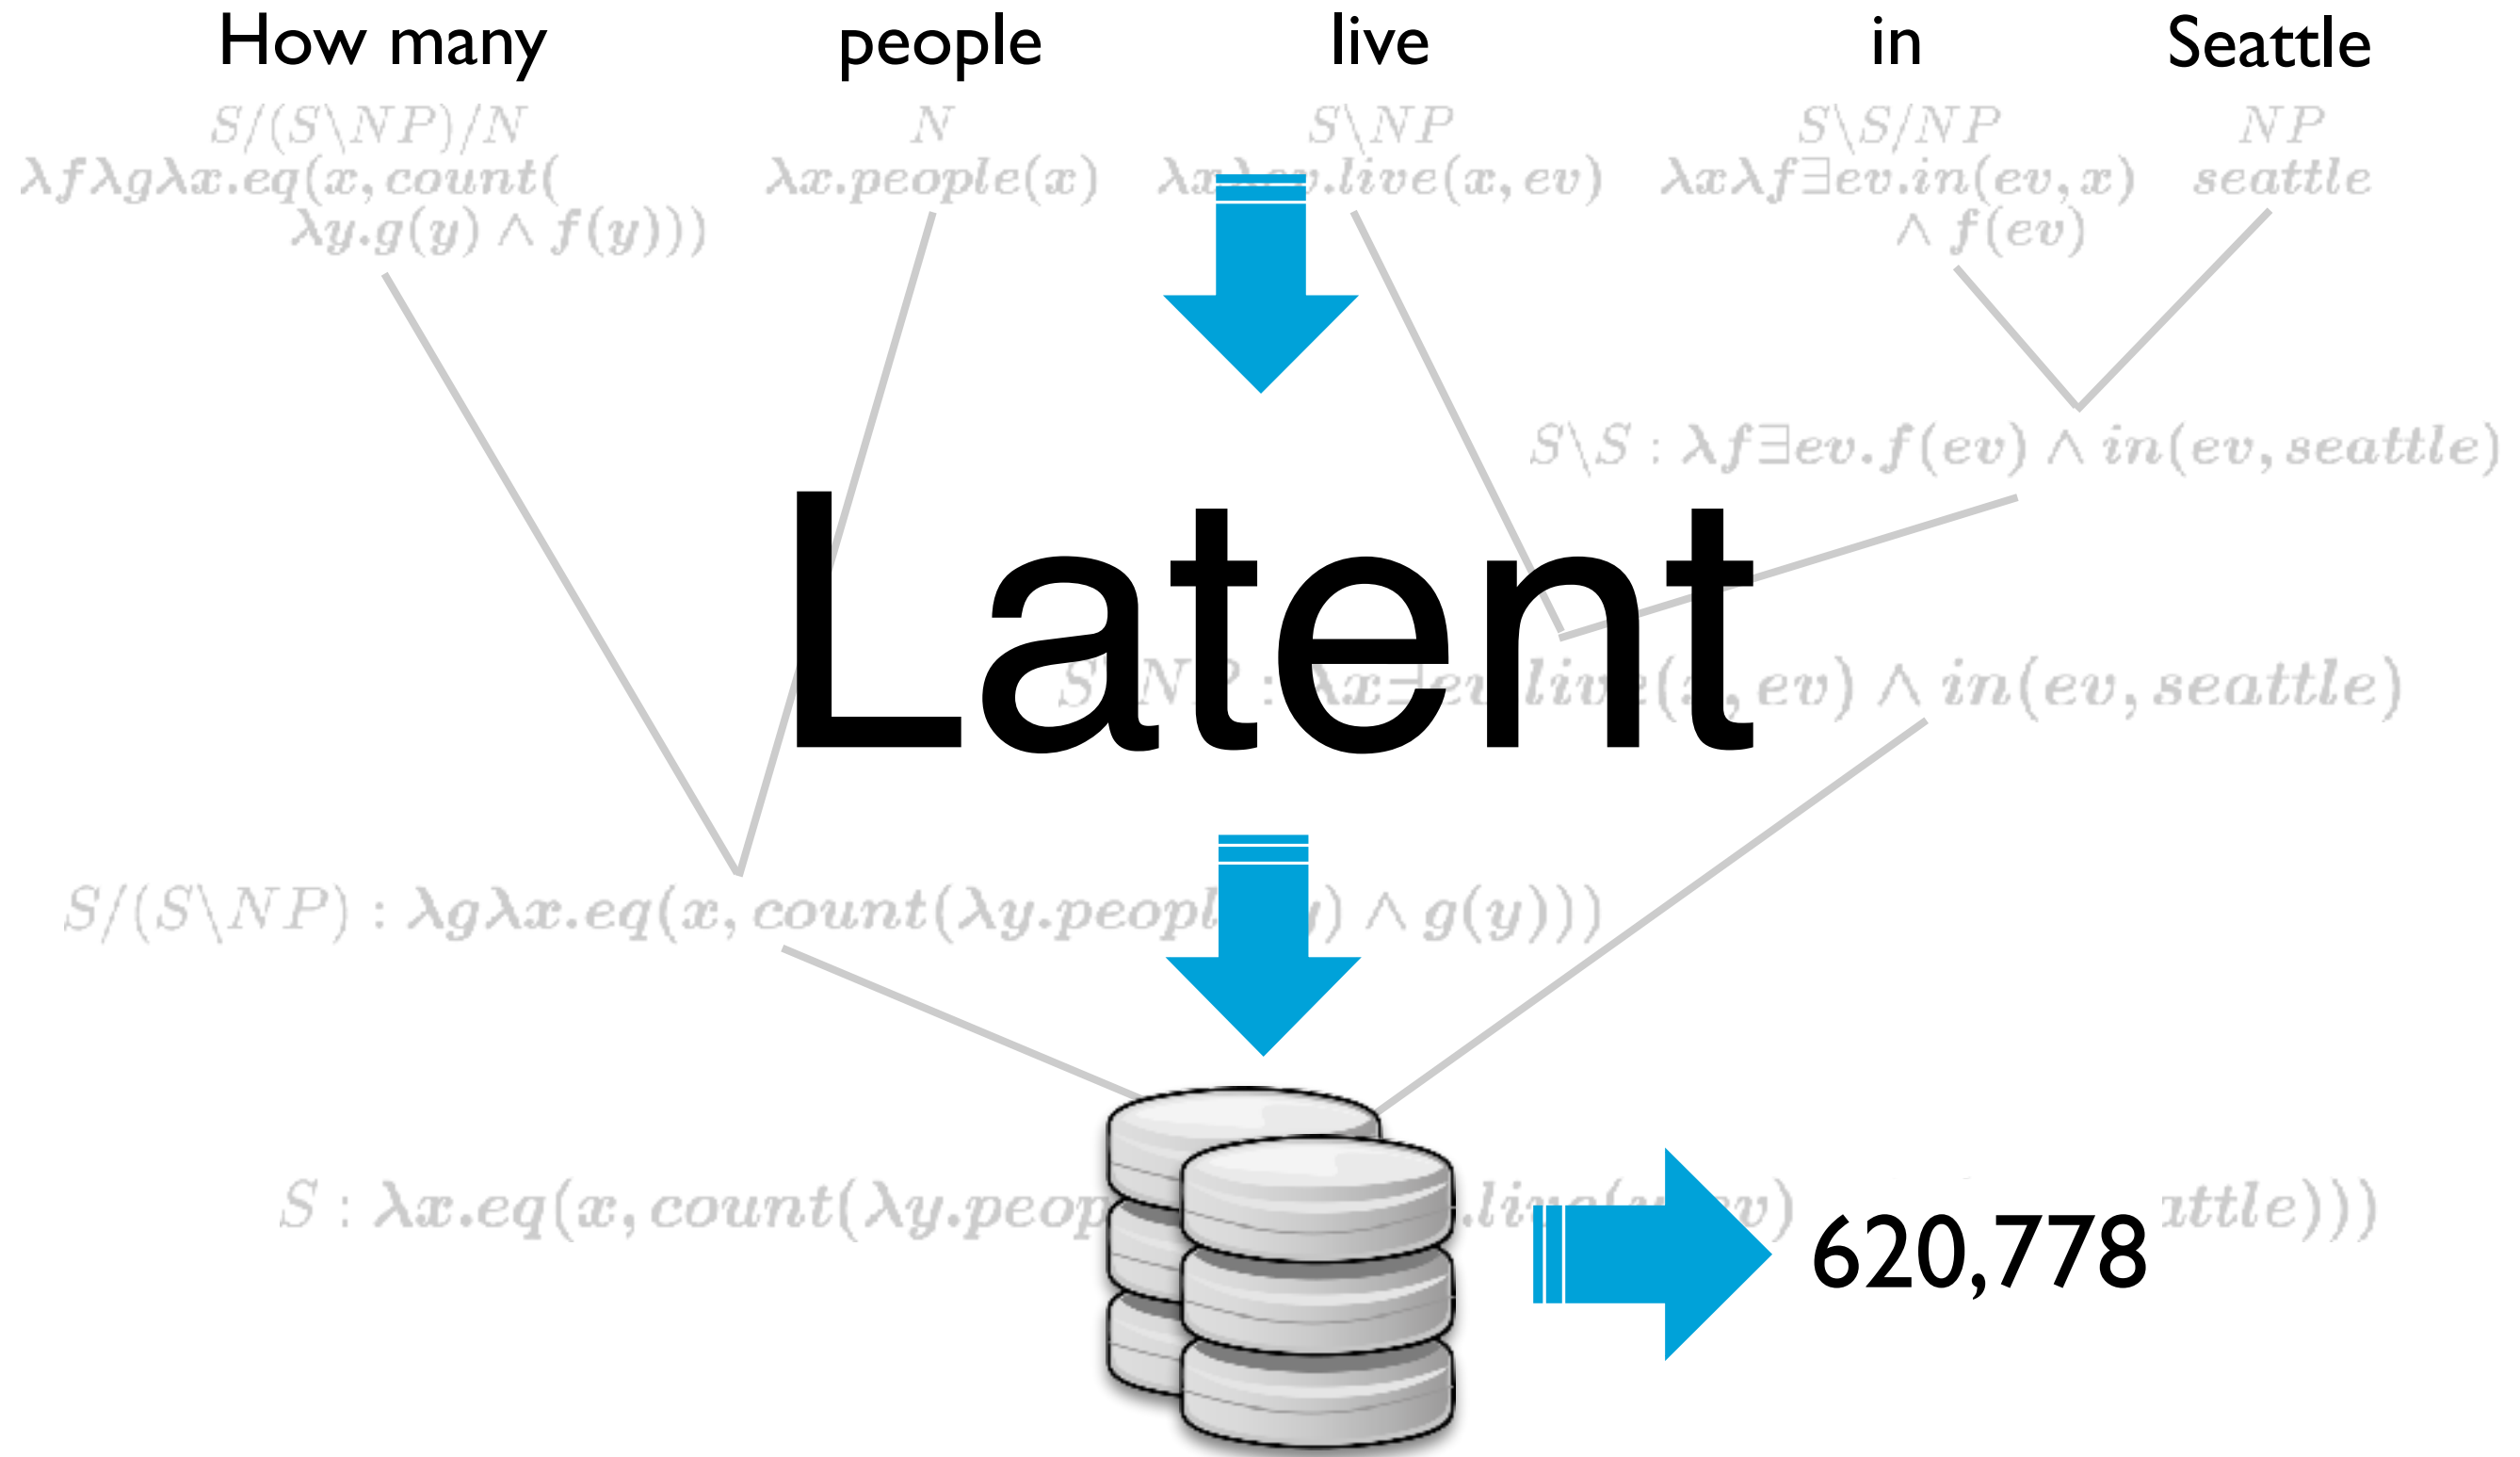 How many people live in Seattle
S/(S\NP)/N N S\NP S\S/NP NP
λfλgλx.eq(x, count( λx.people(x) .live(x, ev) λxλf∃ev.in(ev, x) seattle
λy.g(y) ∧ f(y))) ∧ f(ev)
S\S : λf∃ev.f(ev) ∧ in(ev, seattle)
Latent
ev) ∧ in(ev, seattle)
S/(S\NP) : λgλx.eq(x, count(λy.peopl y) ∧ g(y)))
S : λx.eq(x, count(λy.peop
620,778